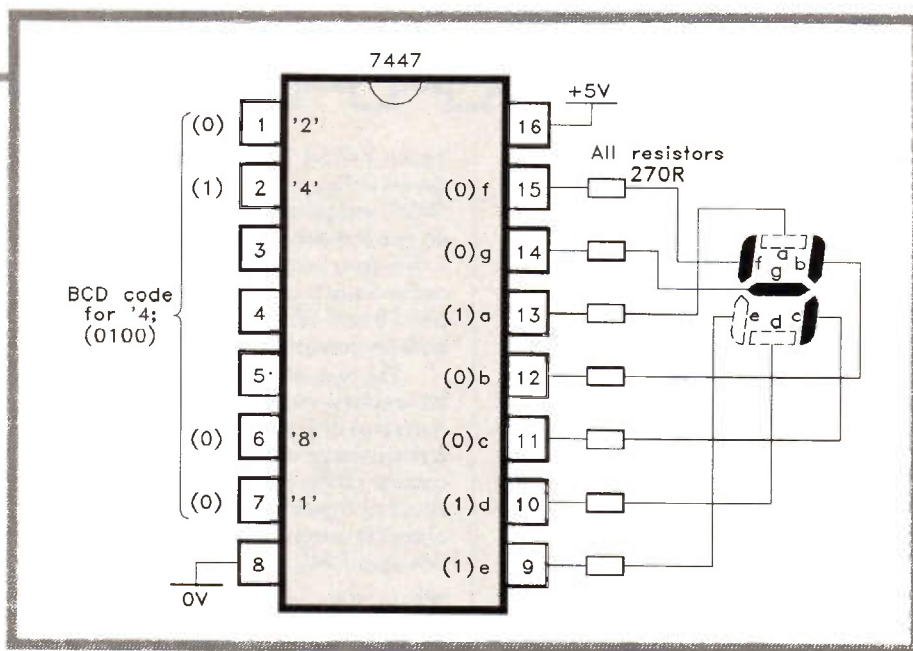 7447
+5V
(0) 1 '2' 16
All resistors
270R
(1) 2 '4' (0) f 15
3 (0) g 14
BCD code
for '4;
(0100)
4 (1) a 13
5 (0) b 12
(0) 6 '8' (0) c 11
(0) 7 '1' (1) d 10
8 (1) e 9
0V
a
f b
g
e c
d